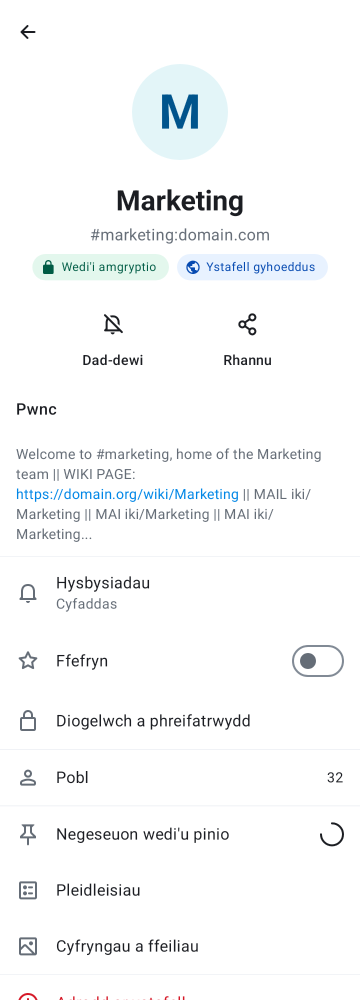 M
Marketing
#marketing:domain.com
Wedi'i amgryptio
Ystafell gyhoeddus
Dad-dewi
Rhannu
Pwnc
Welcome to #marketing, home of the Marketing
team || WIKI PAGE:
https://domain.org/wiki/Marketing || MAIL iki/
Marketing || MAI iki/Marketing || MAI iki/
Marketing...
Hysbysiadau
Cyfaddas
Ffefryn
Diogelwch a phreifatrwydd
Pobl
32
Negeseuon wedi'u pinio
Pleidleisiau
Cyfryngau a ffeiliau